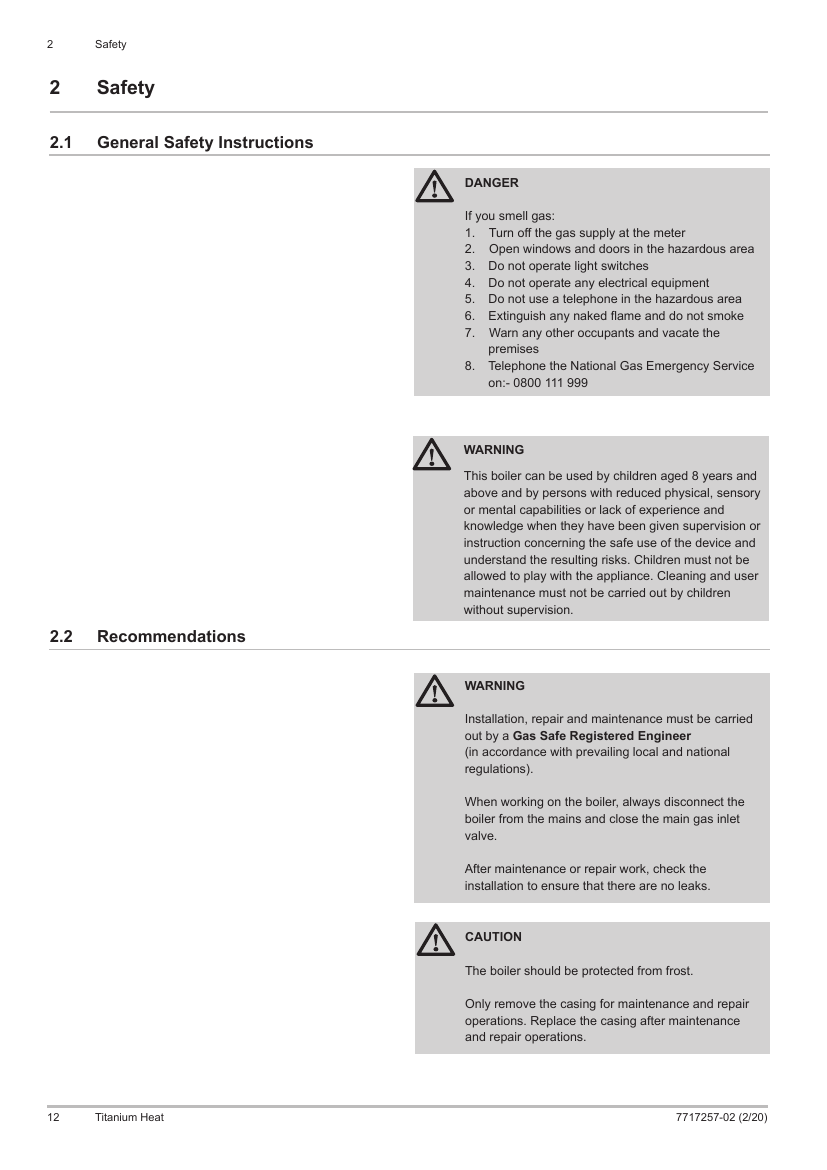 2 Safety
2 Safety
2.1 General Safety Instructions
DANGER
If you smell gas:
1. Turn off the gas supply at the meter
2. Open windows and doors in the hazardous area
3. Do not operate light switches
4. Do not operate any electrical equipment
5. Do not use a telephone in the hazardous area
6. Extinguish any naked flame and do not smoke
7. Warn any other occupants and vacate the
premises
8. Telephone the National Gas Emergency Service
on:- 0800 111 999
WARNING
This boiler can be used by children aged 8 years and
above and by persons with reduced physical, sensory
or mental capabilities or lack of experience and
knowledge when they have been given supervision or
instruction concerning the safe use of the device and
understand the resulting risks. Children must not be
allowed to play with the appliance. Cleaning and user
maintenance must not be carried out by children
without supervision.
2.2 Recommendations
WARNING
Installation, repair and maintenance must be carried
out by a Gas Safe Registered Engineer
(in accordance with prevailing local and national
regulations).
When working on the boiler, always disconnect the
boiler from the mains and close the main gas inlet
valve.
After maintenance or repair work, check the
installation to ensure that there are no leaks.
CAUTION
The boiler should be protected from frost.
Only remove the casing for maintenance and repair
operations. Replace the casing after maintenance
and repair operations.
12 Titanium Heat 7717257-02 (2/20)